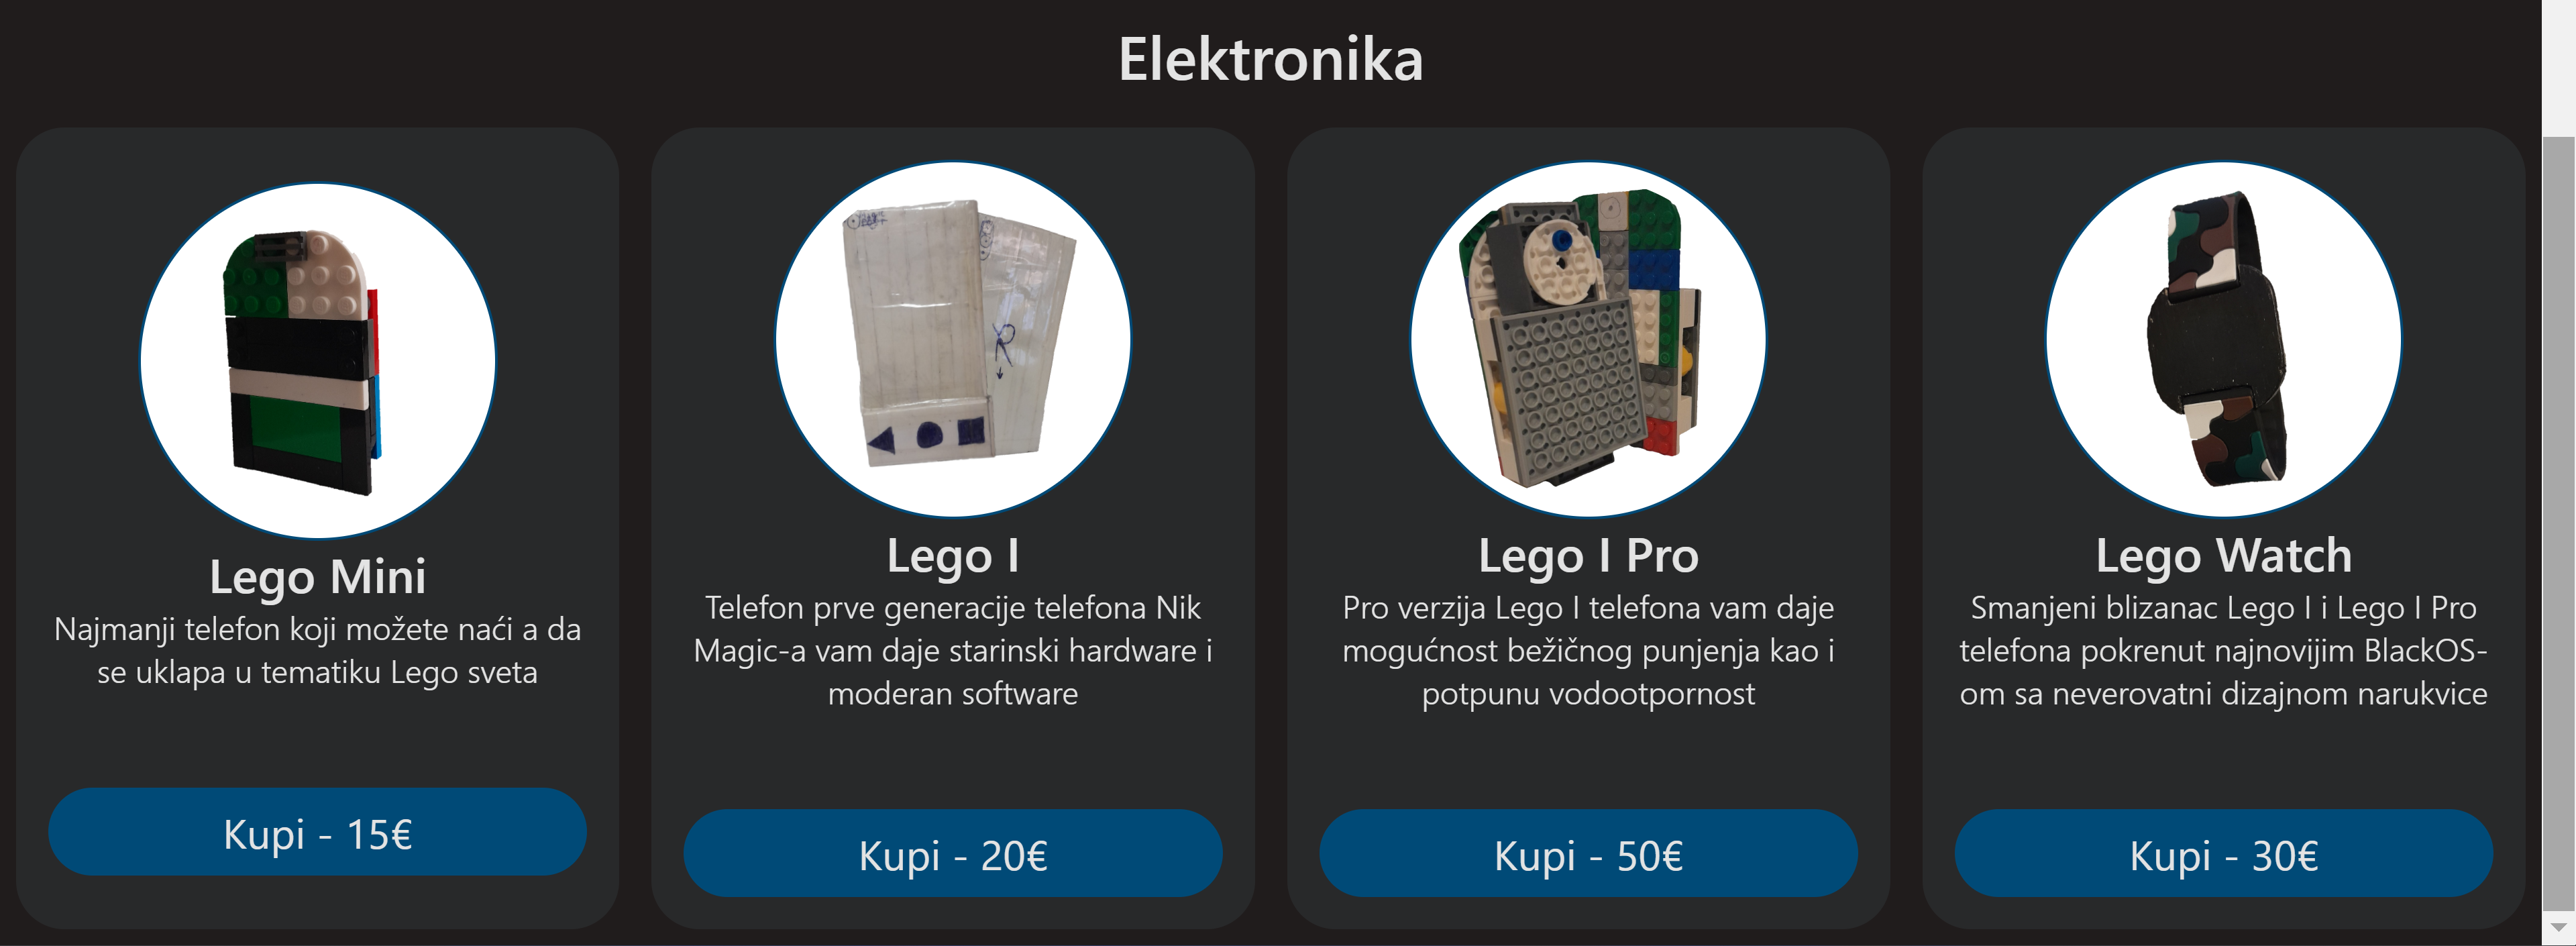 Elektronika
Lego Mini
Najmanji telefon koji možete naći a da
se uklapa u tematiku Lego sveta
Kupi - 15€
Lego I
Telefon prve generacije telefona Nik
Magic-a vam daje starinski hardware i
moderan software
Kupi - 20€
Lego I Pro
Pro verzija Lego I telefona vam daje
mogućnost bežičnog punjenja kao i
potpunu vodootpornost
Kupi - 50€
Lego Watch
Smanjeni blizanac Lego I i Lego I Pro
telefona pokrenut najnovijim BlackOS-
om sa neverovatni dizajnom narukvice
Kupi - 30€